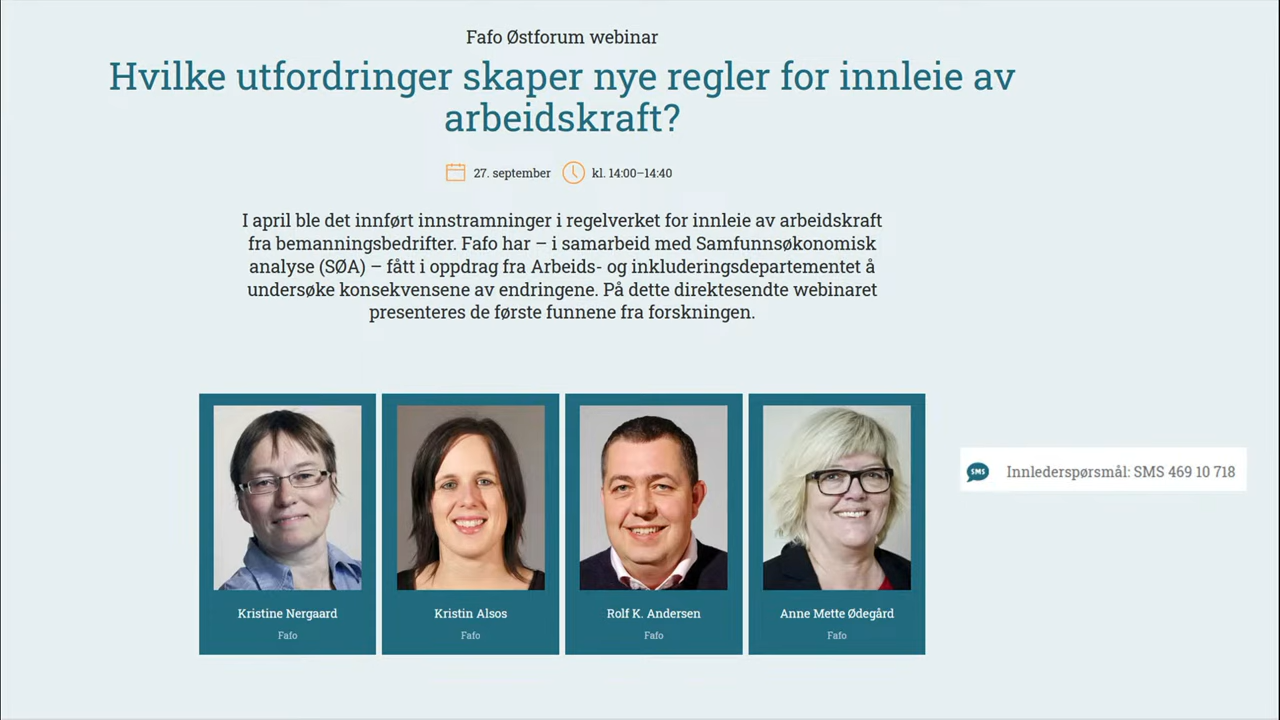 Fafo Østforum webinar
Hvilke utfordringer skaper nye regler for innleie av
arbeidskraft?
27. september kl. 14:00–14:40
I april ble det innført innstramninger i regelverket for innleie av arbeidskraft
fra bemanningsbedrifter. Fafo har – i samarbeid med Samfunnsøkonomisk
analyse (SØA) – fått i oppdrag fra Arbeids- og inkluderingsdepartementet å
undersøke konsekvensene av endringene. På dette direktesendte webinaret
presenteres de første funnene fra forskningen.
SMS Innlederspørsmål: SMS 469 10 718
Kristine Nergaard
Fafo
Kristin Alsos
Fafo
Rolf K. Andersen
Fafo
Anne Mette Ødegård
Fafo